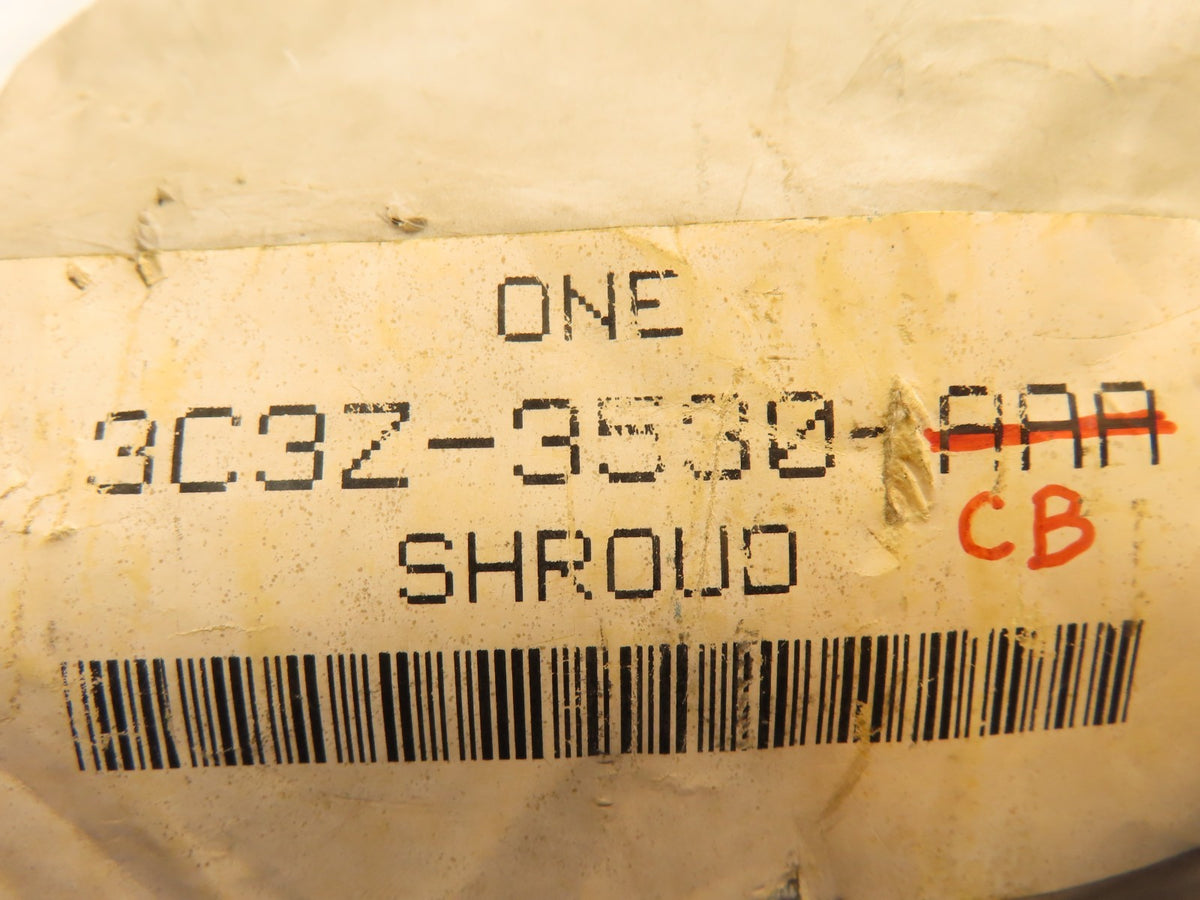 ONE
3C3Z-3530-AAA
CB
SHROUD